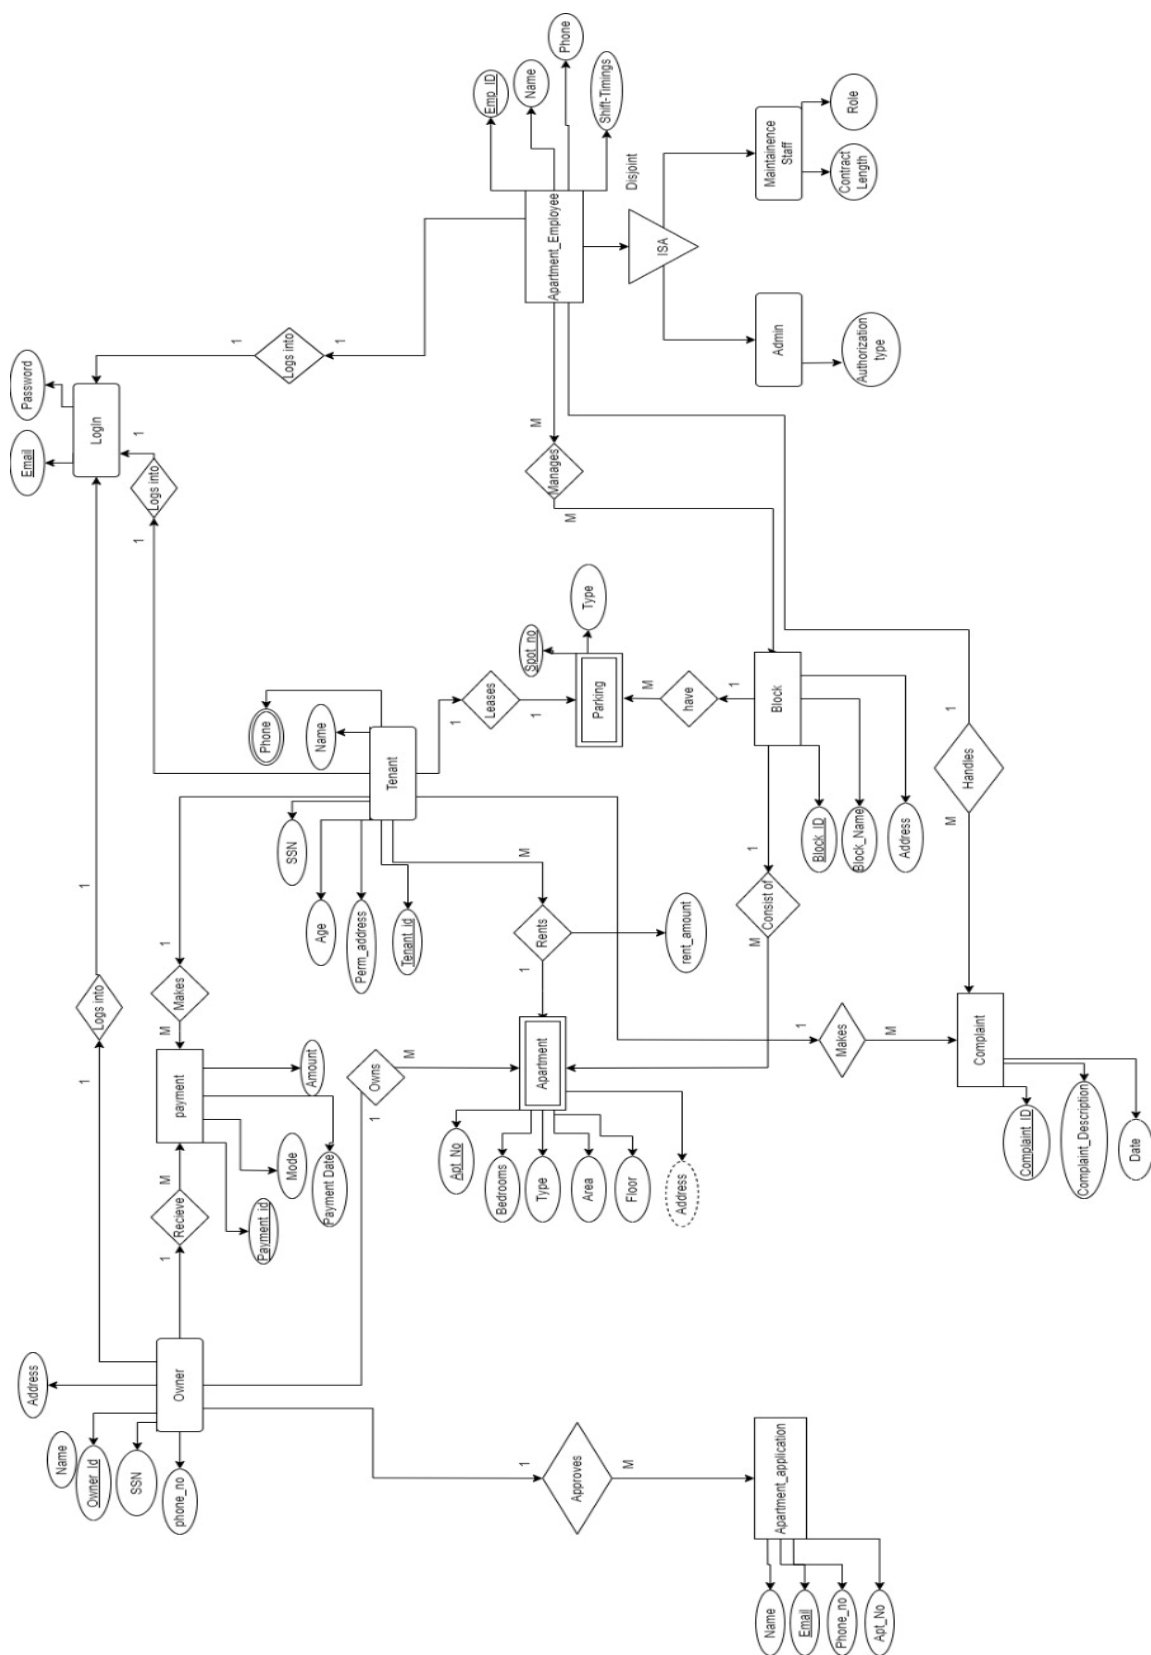 Address
Name
Owner_Id
SSN
phone_no
Owner
1
Recieve
M
payment
Payment_id
Mode
Payment Date
Amount
M
Makes
1
1
Logs into
1
Email
Password
LogIn
1
Logs into
1
1
Logs into
1
Phone
Name
SSN
Age
Perm_address
Tenant_id
Tenant
1
Owns
M
Apt_No
Bedrooms
Type
Area
Floor
Address
Apartment
1
Rents
M
rent_amount
1
Leases
1
Spot_no
Type
Parking
M
have
1
Block
Block_ID
Block_Name
Address
1
Consist of
M
M
Manages
M
Emp_ID
Name
Phone
Shift-Timings
Apartment_Employee
Disjoint
ISA
Admin
Authorization
type
Maintainence
Staff
Contract
Length
Role
1
Approves
M
Apartment_application
Name
Email
Phone_no
Apt_No
1
Makes
M
Complaint
Complaint_ID
Complaint_Description
Date
M
Handles
1